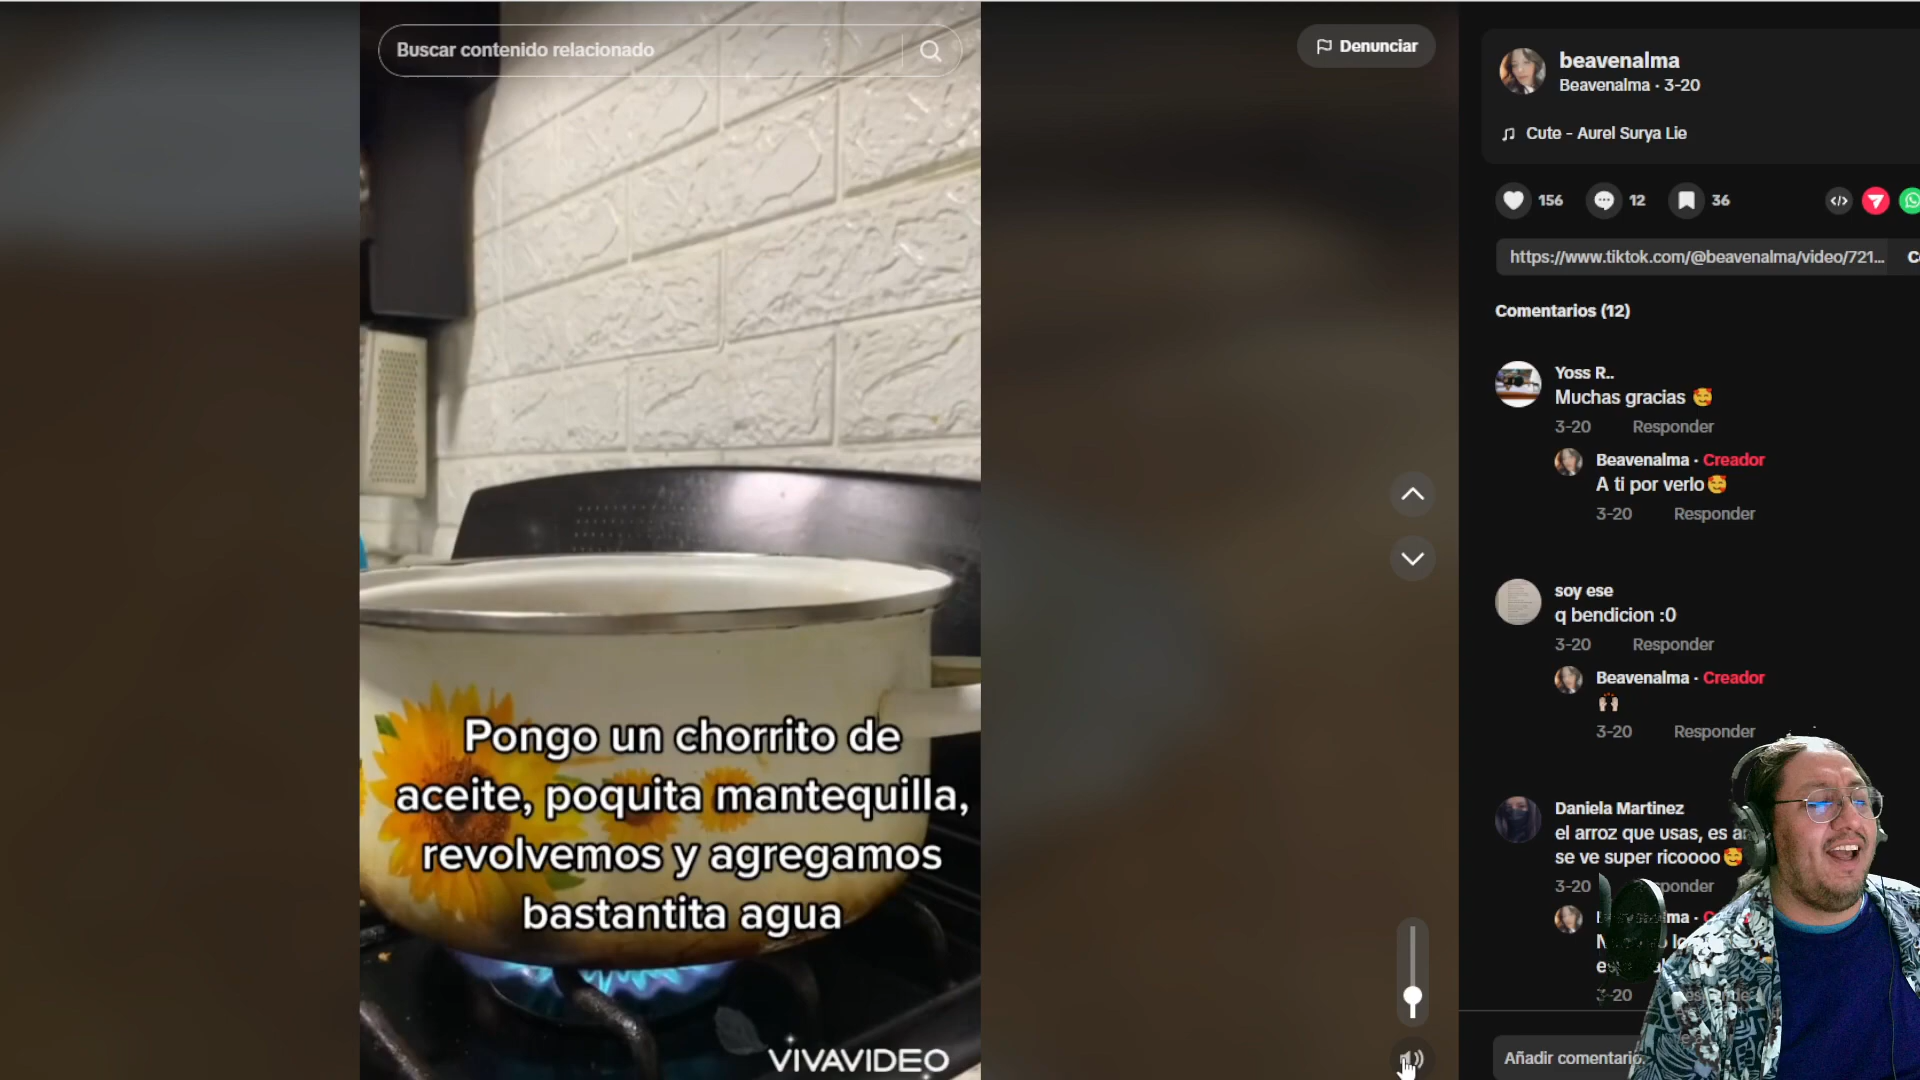 Buscar contenido relacionado
Denunciar
Pongo un chorrito de
aceite, poquita mantequilla,
revolvemos y agregamos
bastantita agua
VIVAVIDEO
beavenalma
Beavenalma · 3-20
Cute - Aurel Surya Lie
156
12
36
https://www.tiktok.com/@beavenalma/video/721...
Comentarios (12)
Yoss R..
Muchas gracias 🥰
3-20 Responder
Beavenalma · Creador
A ti por verlo🥰
3-20 Responder
soy ese
q bendicion :0
3-20 Responder
Beavenalma · Creador
🙌🏼
3-20 Responder
Daniela Martinez
el arroz que usas, es
se ve super ricoooo🥰
3-20
3-20
Añadir comentario